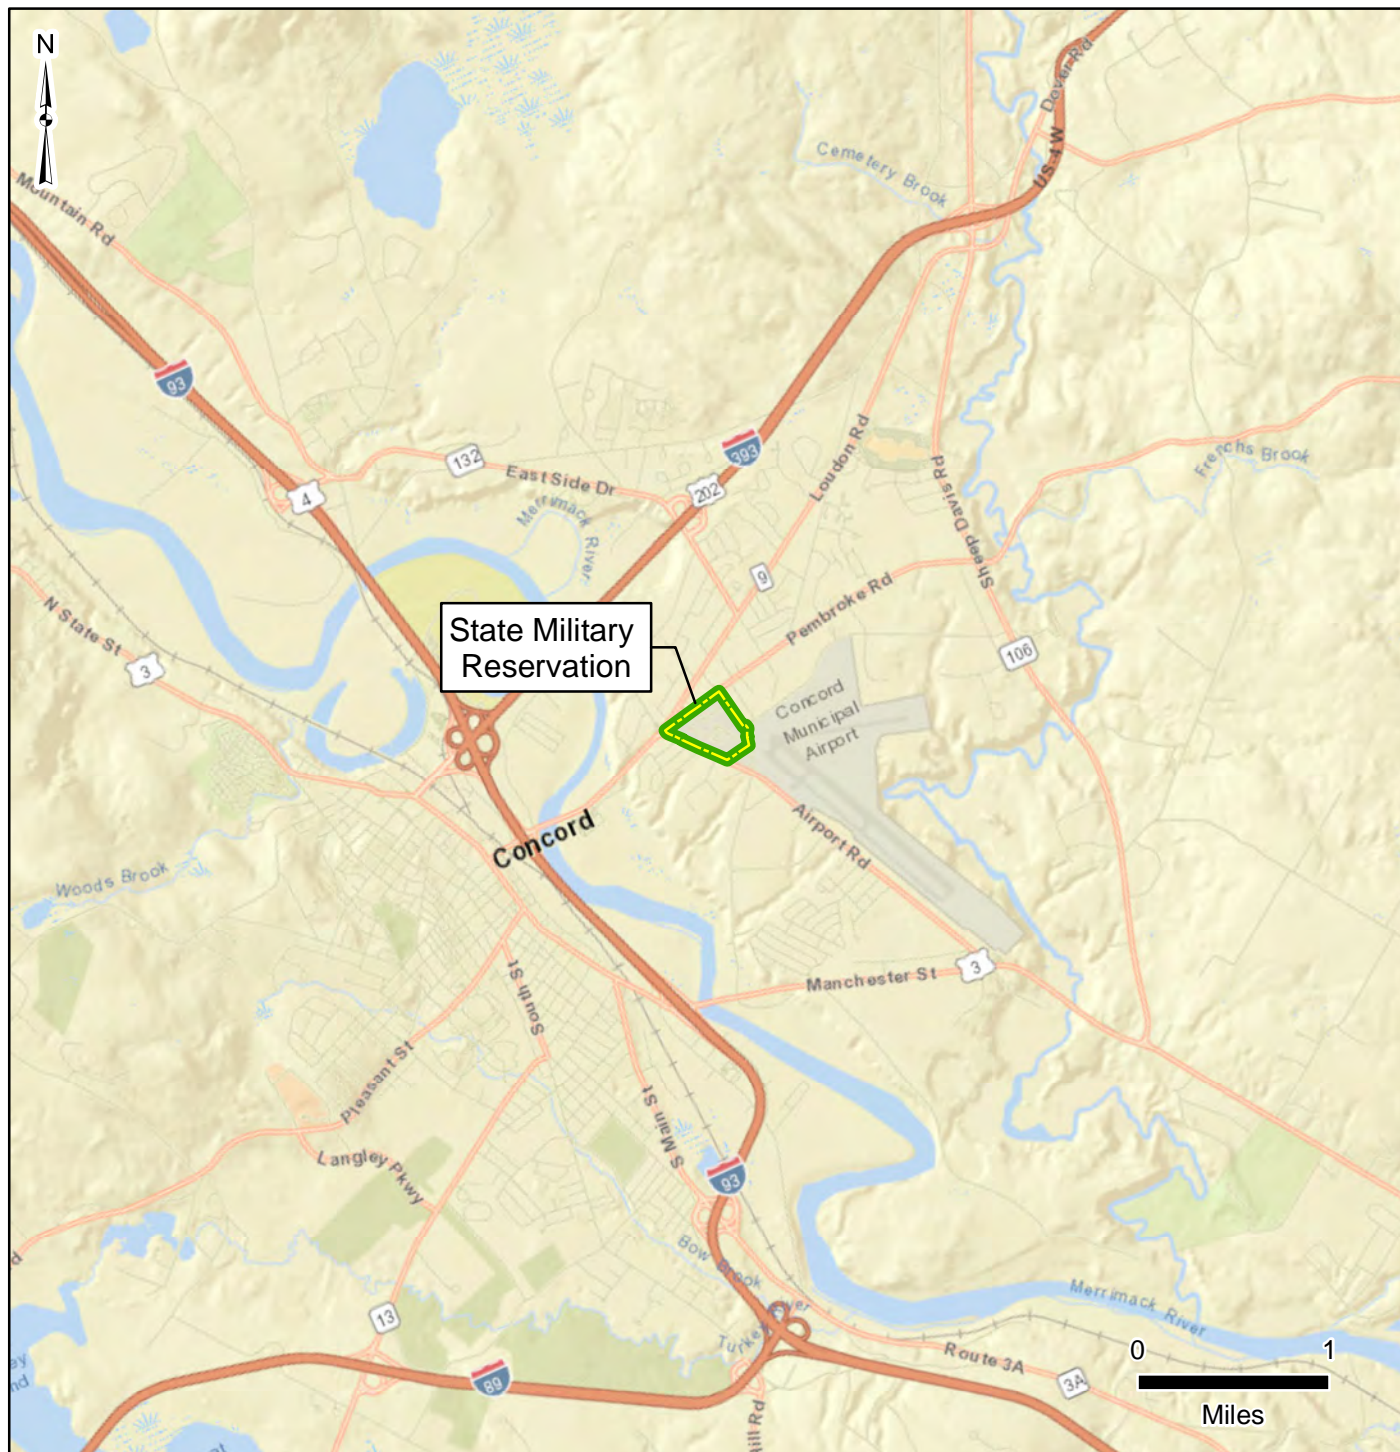 N
Mountain Rd
Cemetery Brook
Dover Rd
US-4 W
93
132
East Side Dr
393
202
Loudon Rd
4
Merrimack
River
Frenchs Brook
Sheep Davis Rd
9
Pembroke Rd
N State St
3
State Military
Reservation
106
Concord
Municipal
Airport
Airport Rd
Concord
Woods Brook
3
Manchester St
South St
Pleasant St
S Main St
Langley Pkwy
93
Bow Brook
Merrimack River
13
Turkey River
Route 3A
3A
89
0 1
Miles